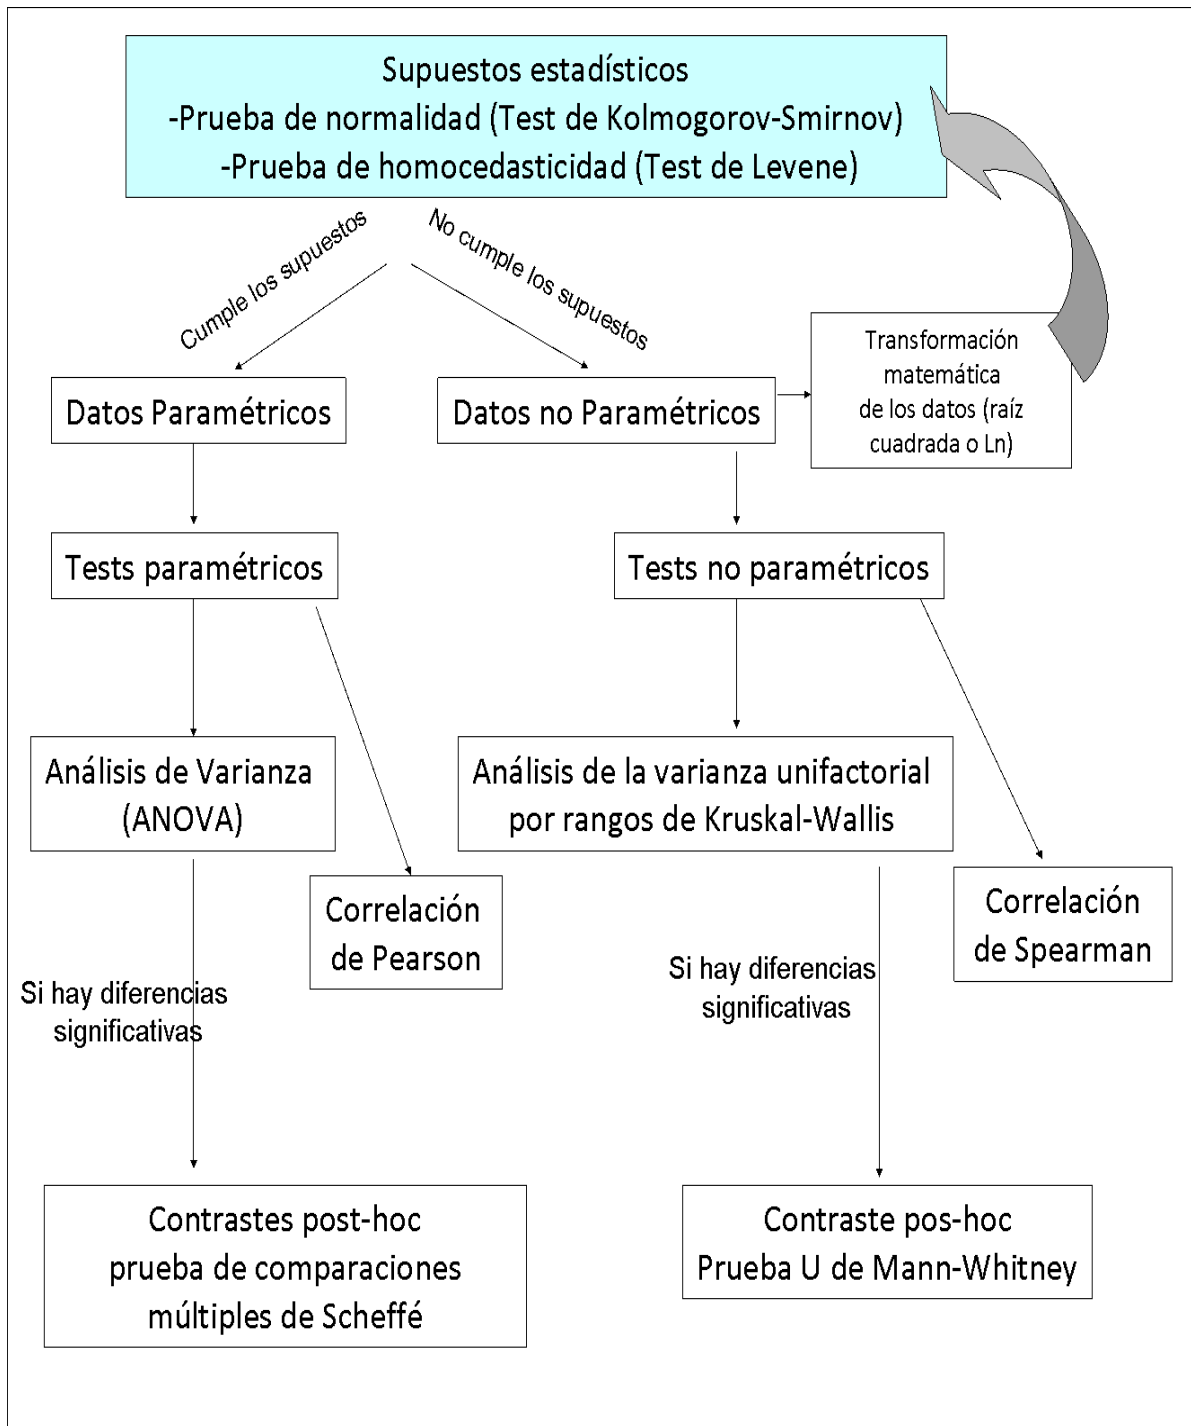 Supuestos estadísticos
-Prueba de normalidad (Test de Kolmogorov-Smirnov)
-Prueba de homocedasticidad (Test de Levene)
Cumple los supuestos
No cumple los supuestos
Transformación
matemática
de los datos (raíz
cuadrada o Ln)
Datos Paramétricos
Datos no Paramétricos
Tests paramétricos
Tests no paramétricos
Análisis de Varianza
(ANOVA)
Análisis de la varianza unifactorial
por rangos de Kruskal-Wallis
Correlación
de Pearson
Correlación
de Spearman
Si hay diferencias
significativas
Si hay diferencias
significativas
Contrastes post-hoc
prueba de comparaciones
múltiples de Scheffé
Contraste pos-hoc
Prueba U de Mann-Whitney